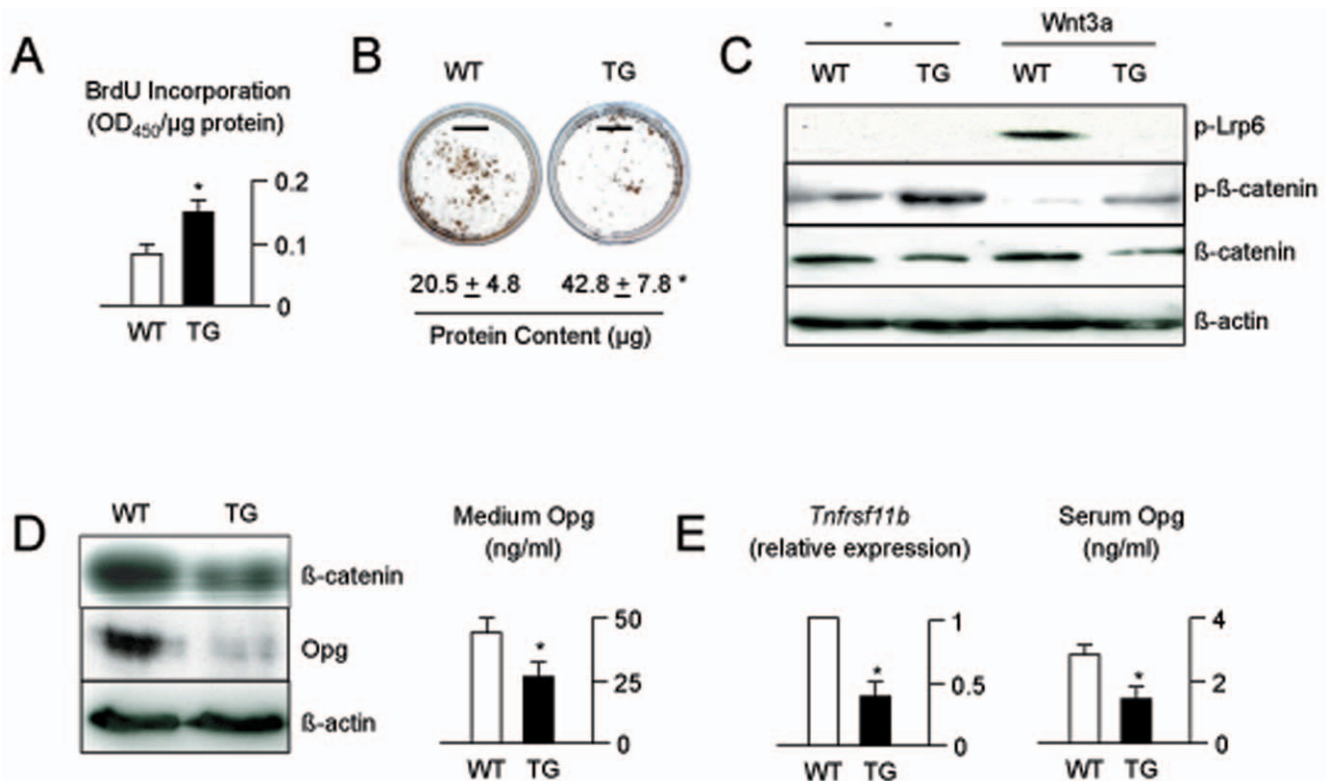 A
BrdU Incorporation
(OD450/µg protein)
*
0.2
0.1
0
WT TG
B
WT TG
20.5 ± 4.8 42.8 ± 7.8 *
Protein Content (µg)
C
- Wnt3a
WT TG WT TG
p-Lrp6
p-ß-catenin
ß-catenin
ß-actin
D
WT TG
ß-catenin
Opg
ß-actin
Medium Opg
(ng/ml)
50
*
25
0
WT TG
E
Tnfrsf11b
(relative expression)
1
*
0.5
0
WT TG
Serum Opg
(ng/ml)
4
*
2
0
WT TG